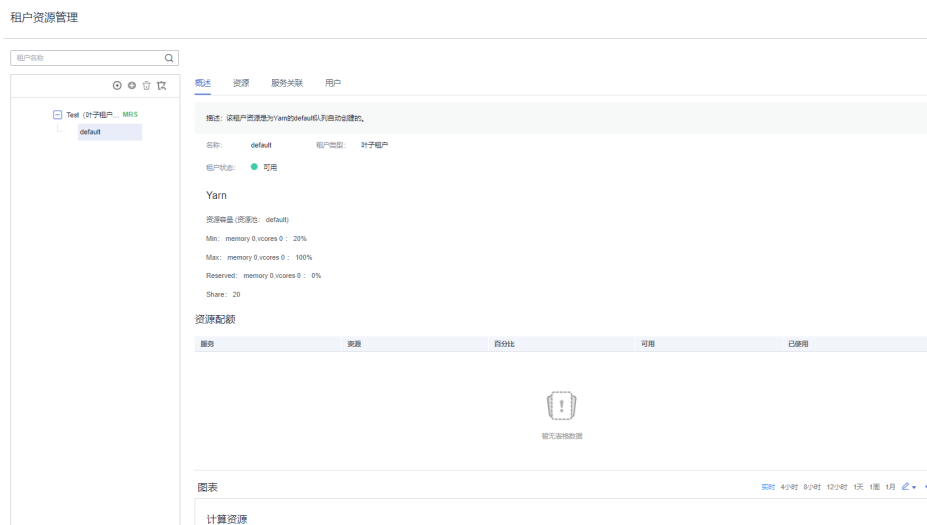 租户资源管理
租户名称
Test（叶子租户... MRS
default
概述 资源 服务关联 用户
描述：该租户资源是为Yarn的default队列自动创建的。
名称： default 租户类型： 叶子租户
租户状态： 可用
Yarn
资源容量 (资源池： default)
Min： memory 0,vcores 0 ： 20%
Max： memory 0,vcores 0 ： 100%
Reserved： memory 0,vcores 0 ： 0%
Share： 20
资源配额
服务 资源 百分比 可用 已使用
暂无表格数据
图表 实时 4小时 8小时 12小时 1天 1周 1月
计算资源